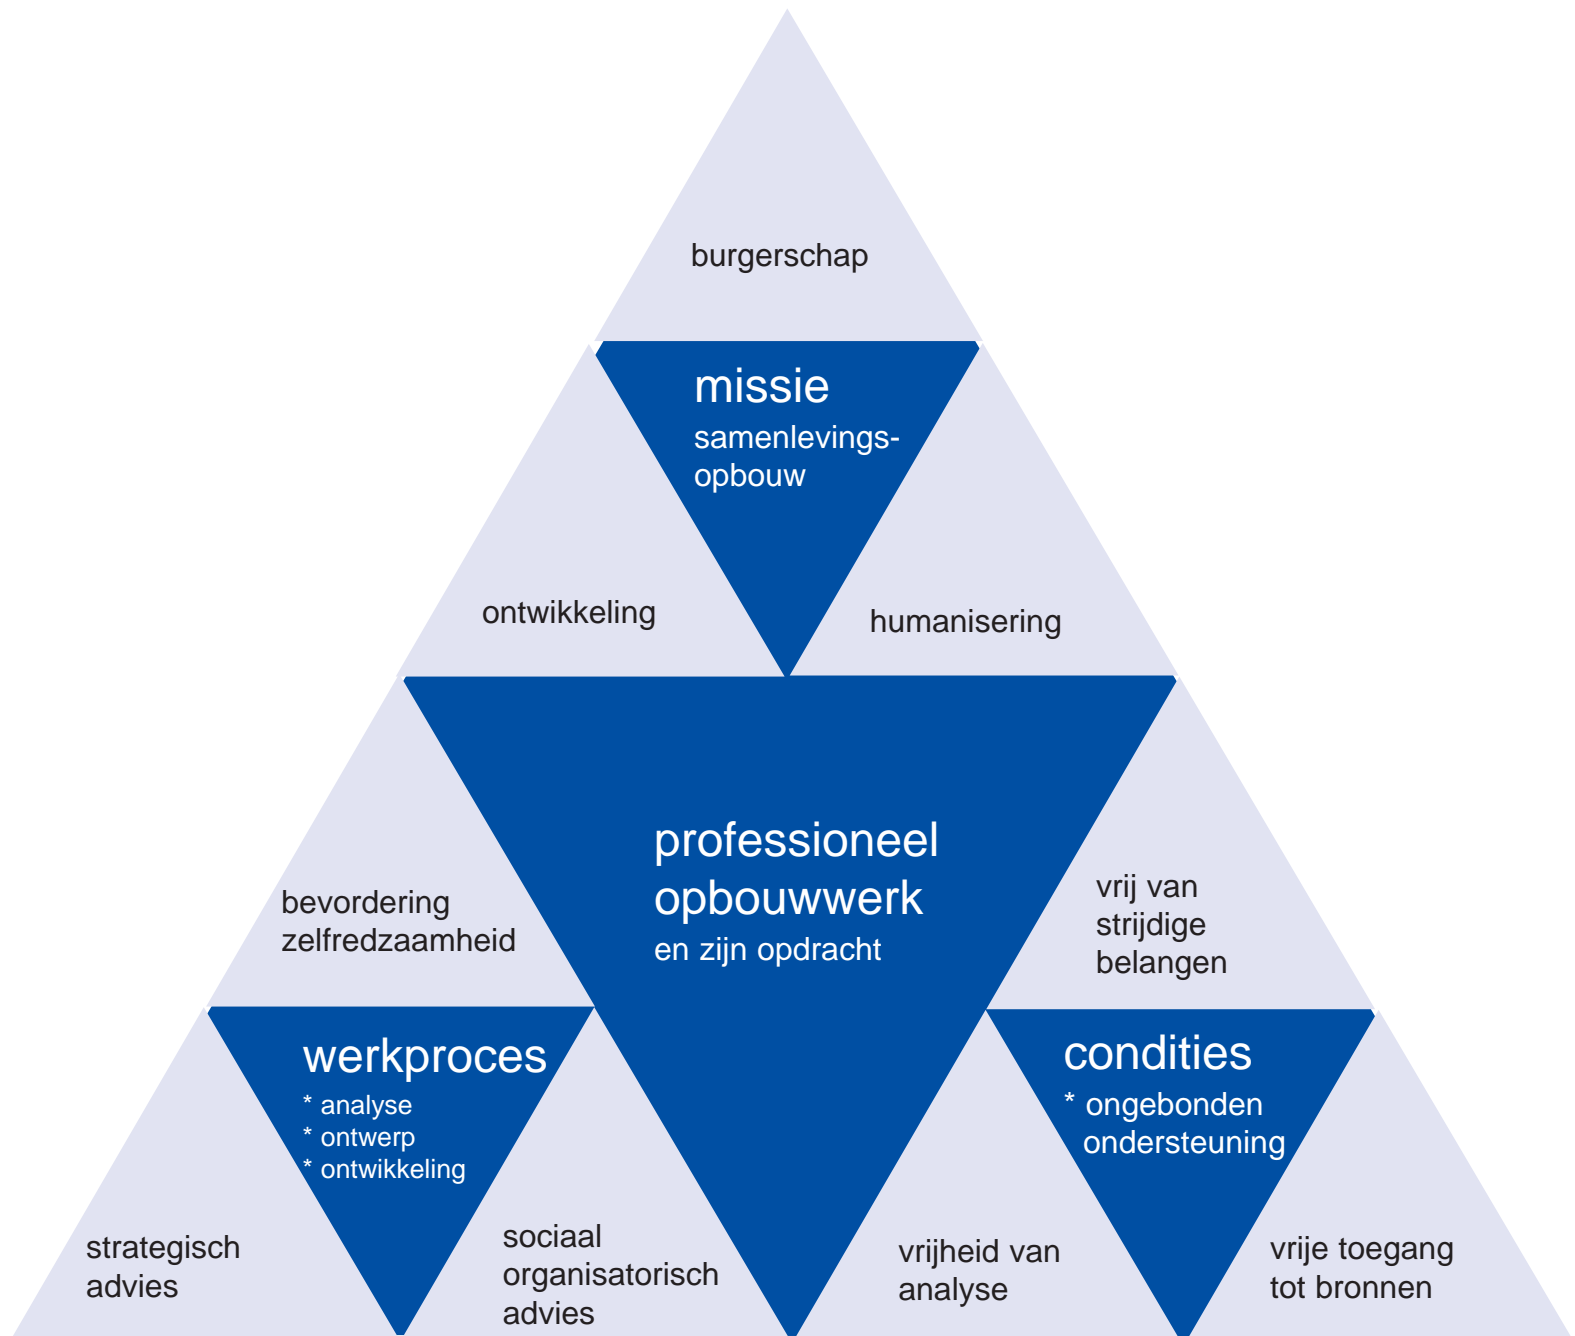 burgerschap
missie
samenlevings-
opbouw
ontwikkeling
humanisering
professioneel
opbouwwerk
en zijn opdracht
bevordering
zelfredzaamheid
vrij van
strijdige
belangen
werkproces
* analyse
* ontwerp
* ontwikkeling
condities
* ongebonden
ondersteuning
strategisch
advies
sociaal
organisatorisch
advies
vrijheid van
analyse
vrije toegang
tot bronnen